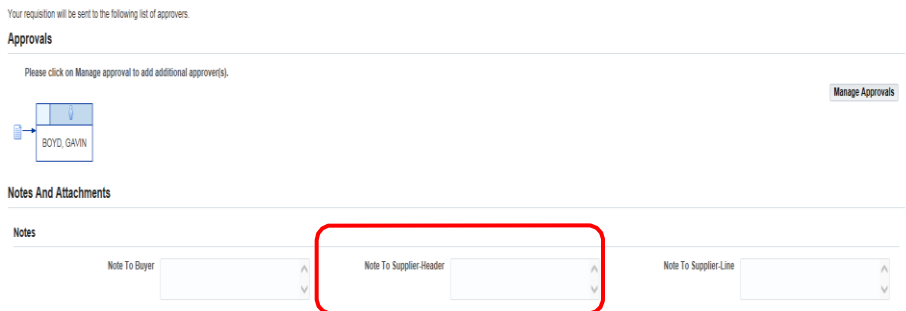 Your requisition will be sent to the following list of approvers.
Approvals
Please click on Manage approval to add additional approver(s).
Manage Approvals
BOYD, GAVIN
Notes And Attachments
Notes
Note To Buyer
Note To Supplier-Header
Note To Supplier-Line